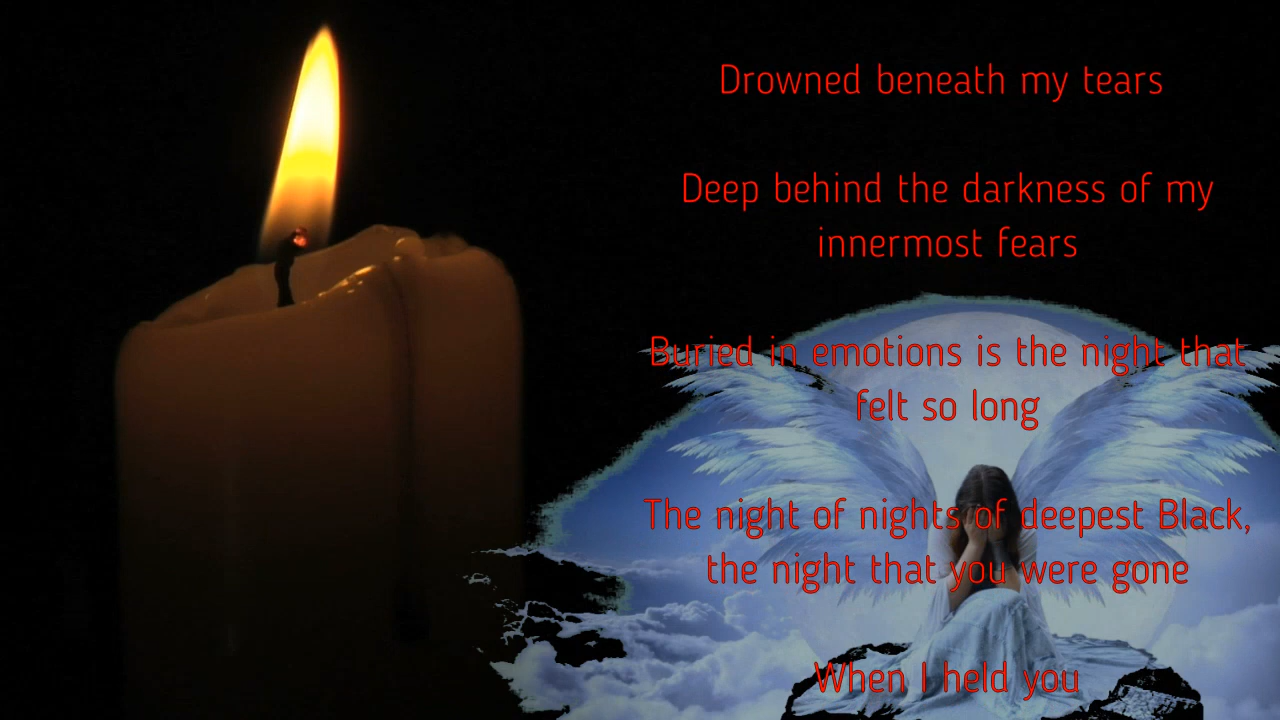 Drowned beneath my tears
Deep behind the darkness of my
innermost fears
Buried in emotions is the night that
felt so long
The night of nights of deepest Black,
the night that you were gone
When I held you